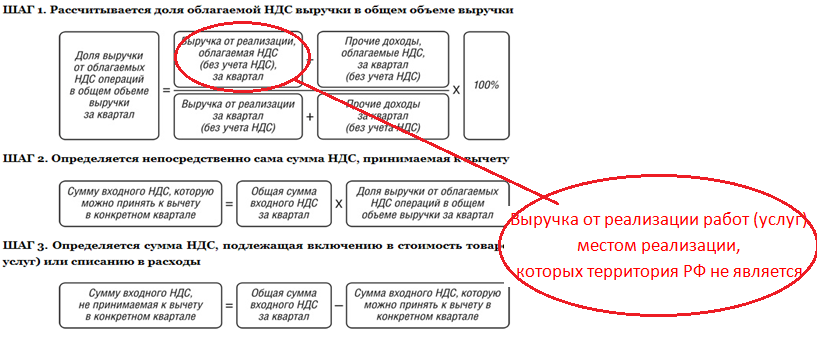 ШАГ 1. Рассчитывается доля облагаемой НДС выручки в общем объеме выручки
Доля выручки
от облагаемых
НДС операций
в общем объеме
выручки
за квартал
=
Выручка от реализации,
облагаемая НДС
(без учета НДС),
за квартал
+
Прочие доходы,
облагаемые НДС,
за квартал
(без учета НДС)
Выручка от реализации
за квартал
(без учета НДС)
+
Прочие доходы
за квартал
(без учета НДС)
X
100%
ШАГ 2. Определяется непосредственно сама сумма НДС, принимаемая к вычету
Сумму входного НДС, которую
можно принять к вычету
в конкретном квартале
=
Общая сумма
входного НДС
за квартал
X
Доля выручки от облагаемых
НДС операций в общем
объеме выручки за квартал
ШАГ 3. Определяется сумма НДС, подлежащая включению в стоимость това
услуг) или списанию в расходы
Сумму входного НДС,
не принимаемая к вычету
в конкретном квартале
=
Общая сумма
входного НДС
за квартал
–
Сумма входного НДС, которую
можно принять к вычету в
конкретном квартале
Выручка от реализации работ (услуг)
местом реализации,
которых территория РФ не является